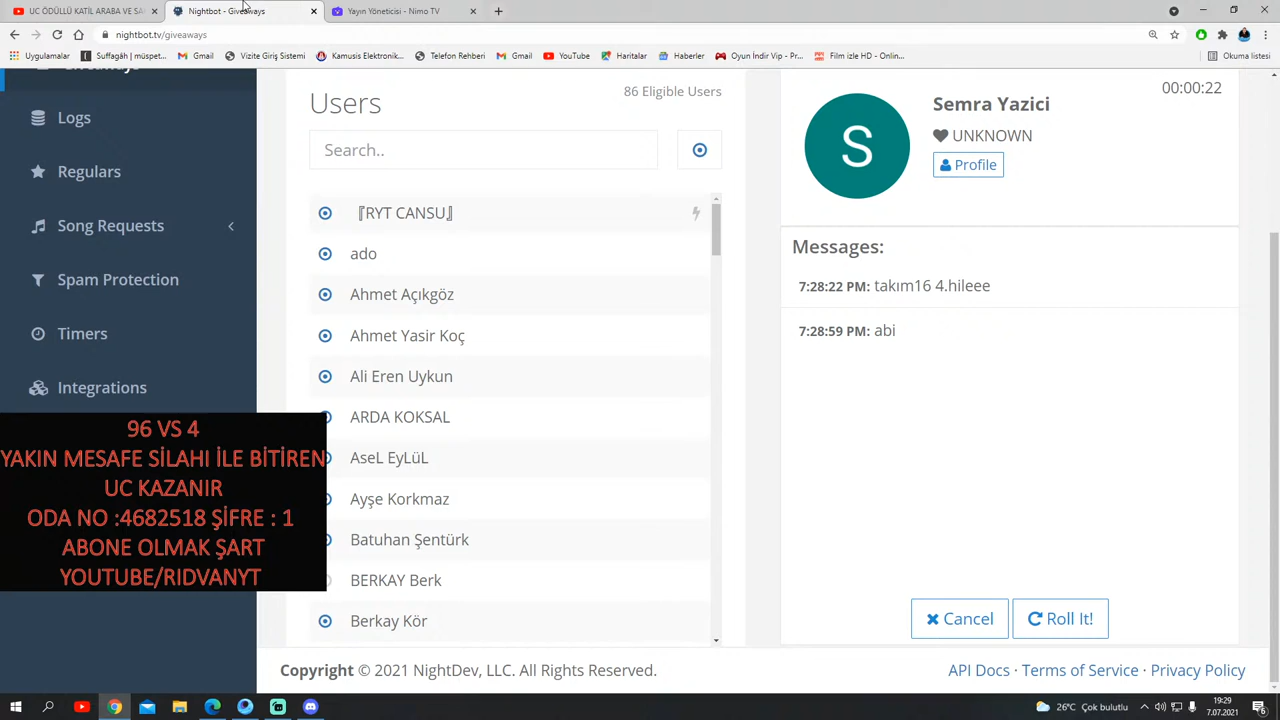 UC ÖDÜLLÜ KATİL ARABA VE SA
Nightbot - Giveaways
Yayın Yöneticisi - Nimo TV
nightbot.tv/giveaways
Uygulamalar
Suffagâh | müspet...
Gmail
Vizite Giriş Sistemi
Kamusis Elektronik...
Telefon Rehberi
Gmail
YouTube
Haritalar
Haberler
Oyun İndir Vip - Pr...
Film izle HD - Onlin...
Okuma listesi
Giveaways
Logs
Regulars
Song Requests
Spam Protection
Timers
Integrations
Users
86 Eligible Users
Search..
『RYT CANSU』
ado
Ahmet Açıkgöz
Ahmet Yasir Koç
Ali Eren Uykun
ARDA KOKSAL
AseL EyLüL
Ayşe Korkmaz
Batuhan Şentürk
BERKAY Berk
Berkay Kör
00:00:22
S
Semra Yazici
UNKNOWN
Profile
Messages:
7:28:22 PM: takım16 4.hileee
7:28:59 PM: abi
Cancel
Roll It!
96 VS 4
YAKIN MESAFE SİLAHI İLE BİTİREN
UC KAZANIR
ODA NO :4682518 ŞİFRE : 1
ABONE OLMAK ŞART
YOUTUBE/RIDVANYT
Copyright © 2021 NightDev, LLC. All Rights Reserved.
API Docs · Terms of Service · Privacy Policy
26°C Çok bulutlu
19:29
7.07.2021